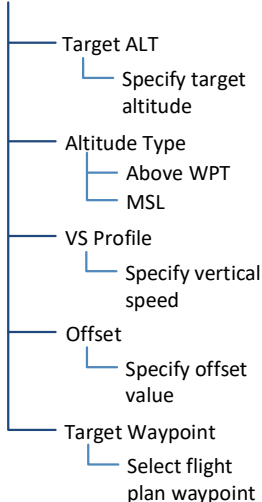 Target ALT
Specify target
altitude
Altitude Type
Above WPT
MSL
VS Profile
Specify vertical
speed
Offset
Specify offset
value
Target Waypoint
Select flight
plan waypoint